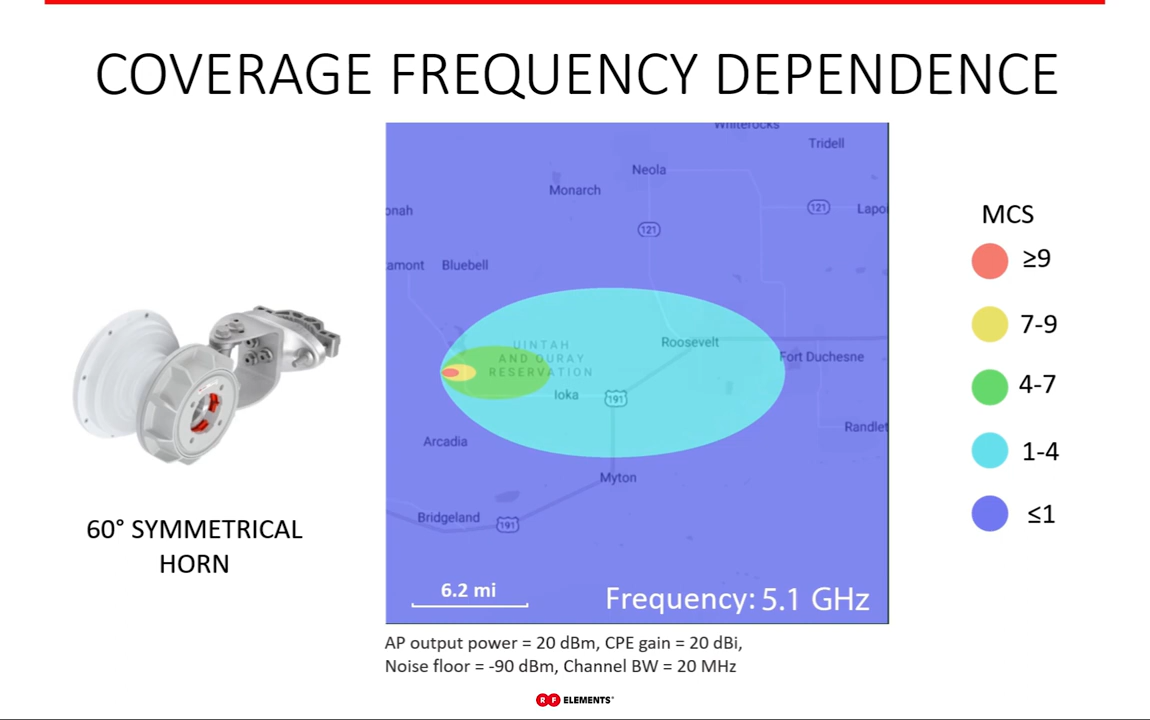 COVERAGE FREQUENCY DEPENDENCE
Whiterocks
Tridell
Neola
Monarch
121
Lapo
onah
121
amont
Bluebell
UINTAH
AND OURAY
RESERVATION
Roosevelt
Fort Duchesne
Ioka
191
Randlet
Arcadia
Myton
Bridgeland
191
6.2 mi
Frequency: 5.1 GHz
MCS
≥9
7-9
4-7
1-4
≤1
60° SYMMETRICAL
HORN
AP output power = 20 dBm, CPE gain = 20 dBi,
Noise floor = -90 dBm, Channel BW = 20 MHz
RF ELEMENTS